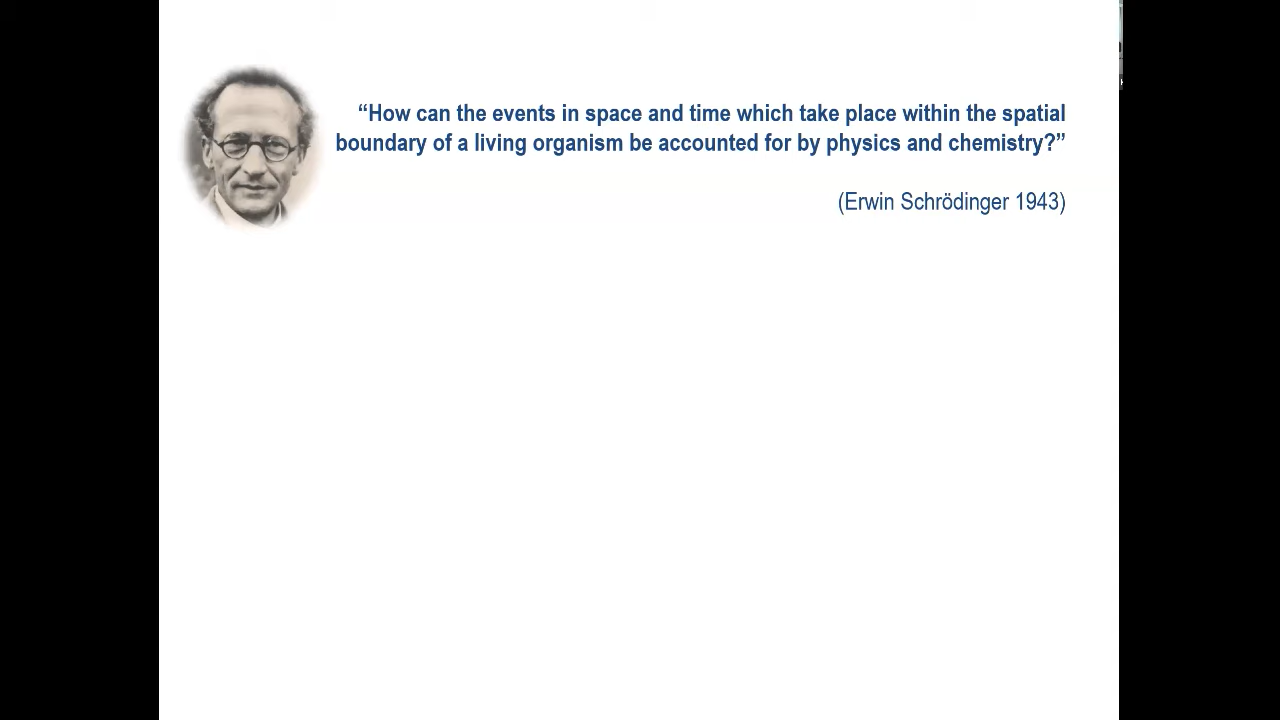 “How can the events in space and time which take place within the spatial
boundary of a living organism be accounted for by physics and chemistry?”
(Erwin Schrödinger 1943)